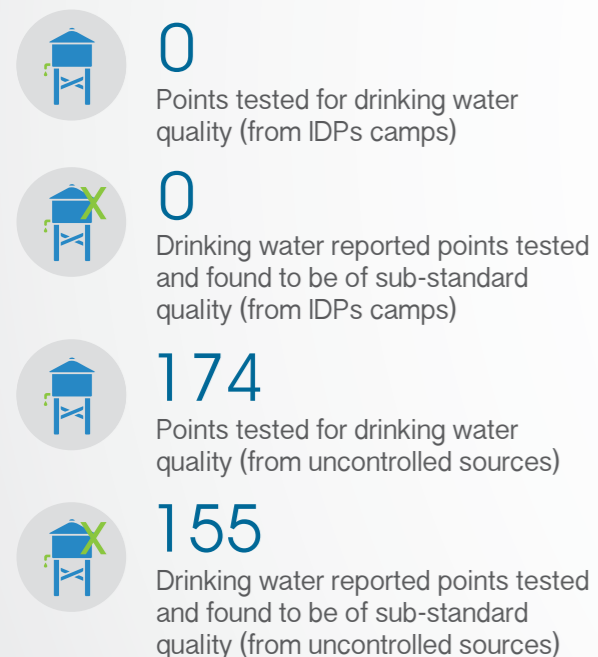 0
Points tested for drinking water
quality (from IDPs camps)
X
0
Drinking water reported points tested
and found to be of sub-standard
quality (from IDPs camps)
174
Points tested for drinking water
quality (from uncontrolled sources)
X
155
Drinking water reported points tested
and found to be of sub-standard
quality (from uncontrolled sources)